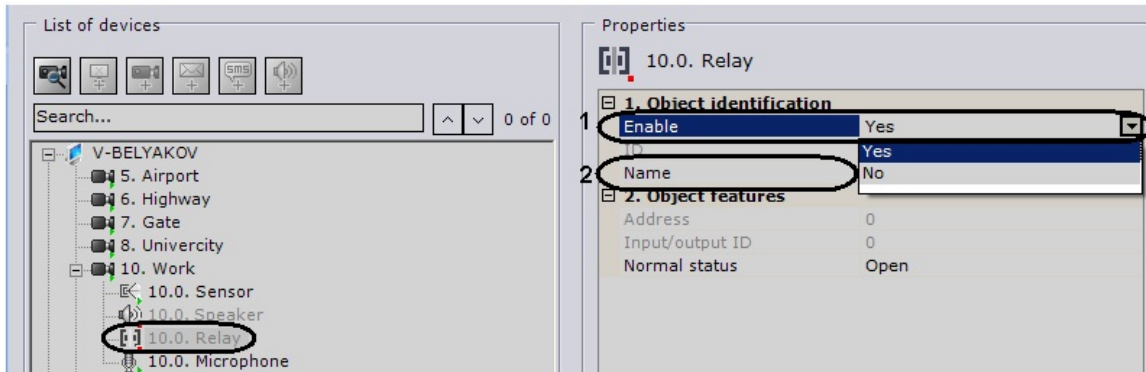 List of devices
sms
Search...
0 of 0
V-BELYAKOV
5. Airport
6. Highway
7. Gate
8. Univercity
10. Work
10.0. Sensor
10.0. Speaker
10.0. Relay
10.0. Microphone
Properties
10.0. Relay
1. Object identification
1 Enable Yes
ID Yes
2 Name No
2. Object features
Address 0
Input/output ID 0
Normal status Open